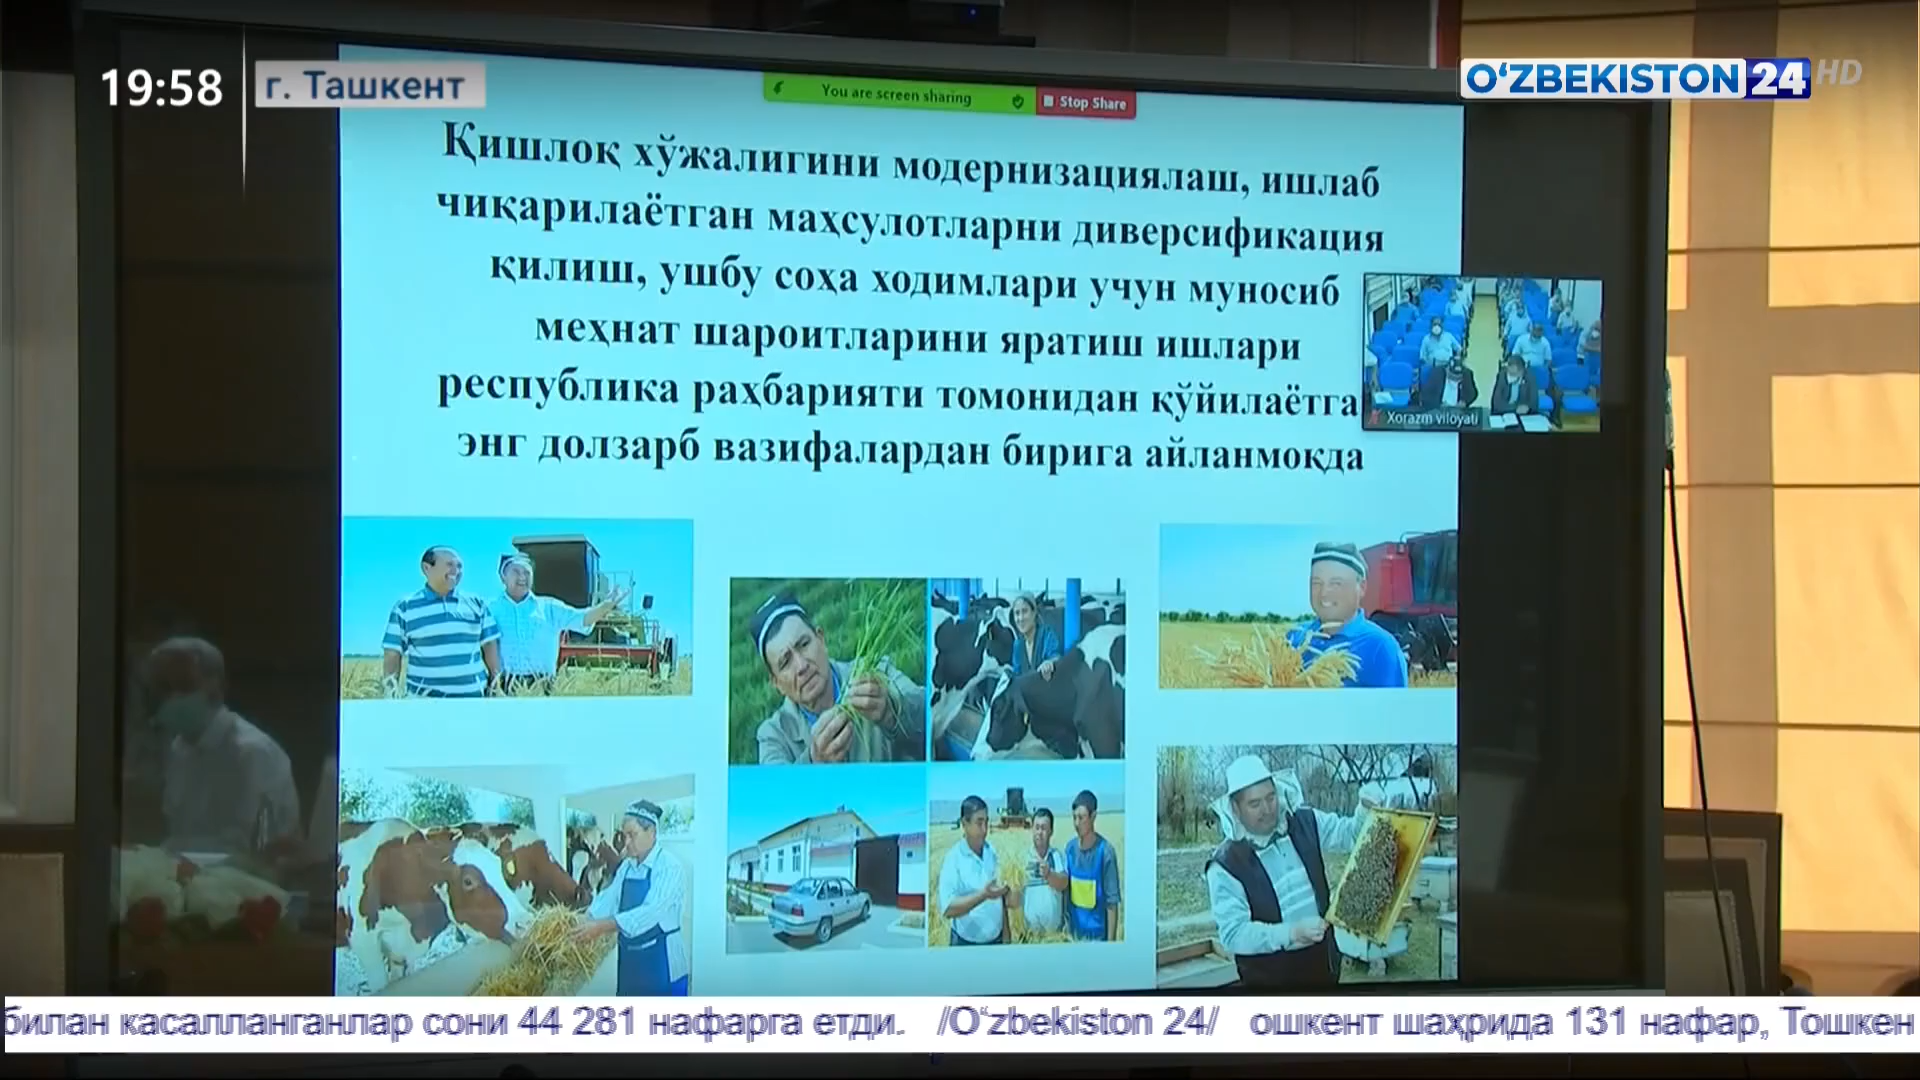 19:58
г. Ташкент
O‘ZBEKISTON 24 HD
You are screen sharing
Stop Share
Қишлоқ хўжалигини модернизациялаш, ишлаб
чиқарилаётган маҳсулотларни диверсификация
қилиш, ушбу соҳа ходимлари учун муносиб
меҳнат шароитларини яратиш ишлари
республика раҳбарияти томонидан қўйилаётга
энг долзарб вазифалардан бирига айланмоқда
Xorazm viloyati
билан касалланганлар сони 44 281 нафарга етди. /O‘zbekiston 24/ ошкент шаҳрида 131 нафар, Тошкен